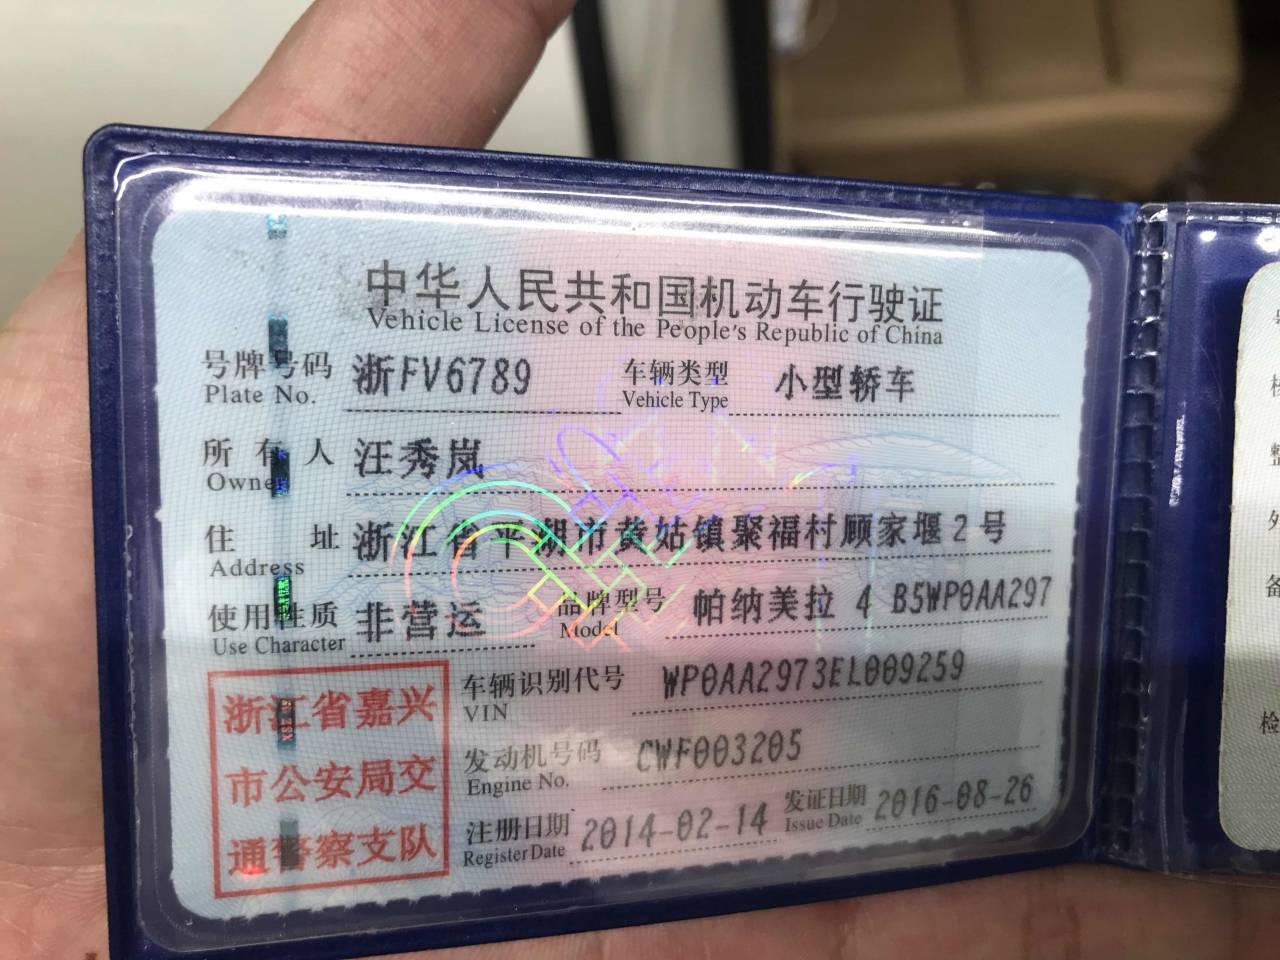 中华人民共和国机动车行驶证
Vehicle License of the People's Republic of China
号牌号码 浙FV6789 车辆类型 小型轿车
Plate No. Vehicle Type
所有人 汪秀岚
Owner
住址 浙江省平湖市黄姑镇聚福村顾家堰2号
Address
使用性质 非营运 品牌型号 帕纳美拉 4 B5WP0AA297
Use Character Model
浙江省嘉兴
市公安局交
通警察支队
车辆识别代号 WP0AA2973EL009259
VIN
发动机号码 CWF003205
Engine No.
注册日期 2014-02-14 发证日期 2016-08-26
Register Date Issue Date